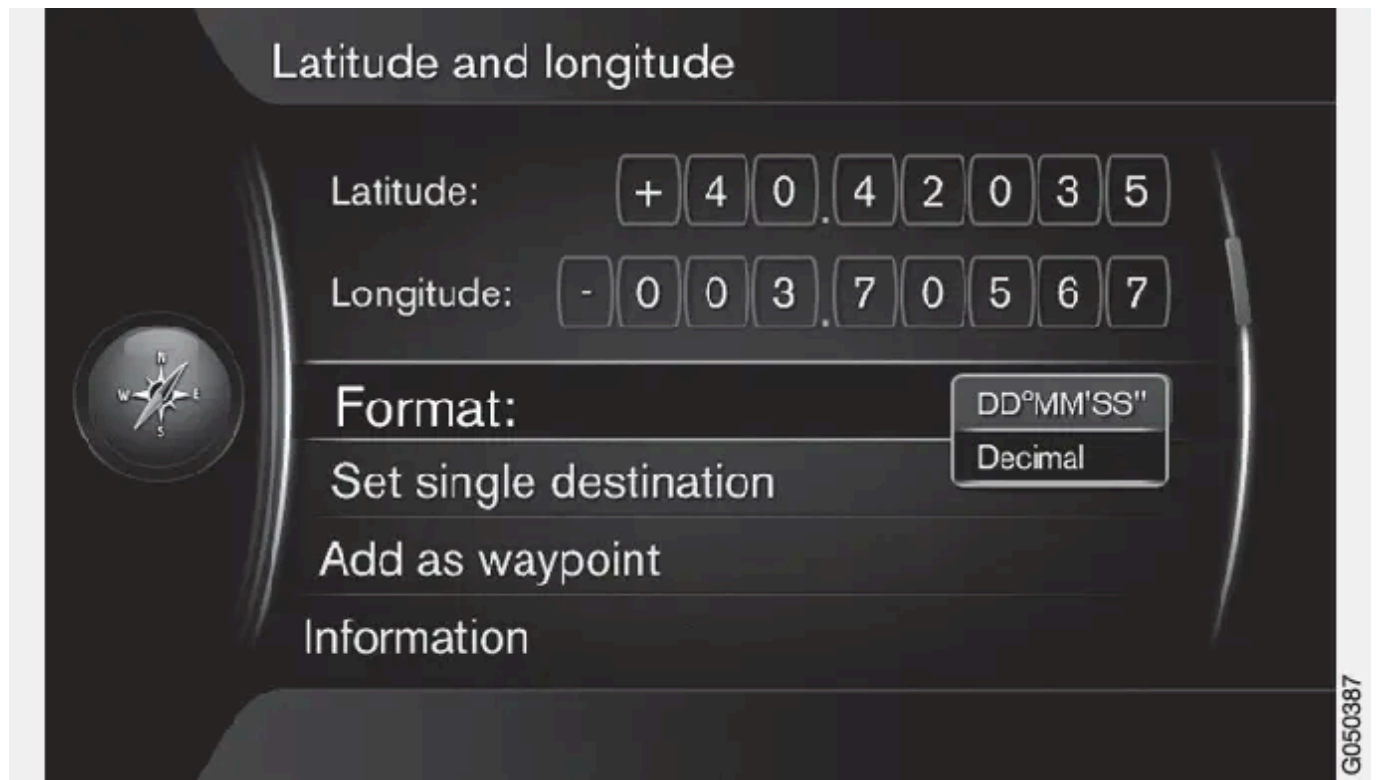 Latitude and longitude
Latitude: +40.42035
Longitude: -003.70567
Format: DD°MM'SS"
Decimal
Set single destination
Add as waypoint
Information
N
W E
S
G050387